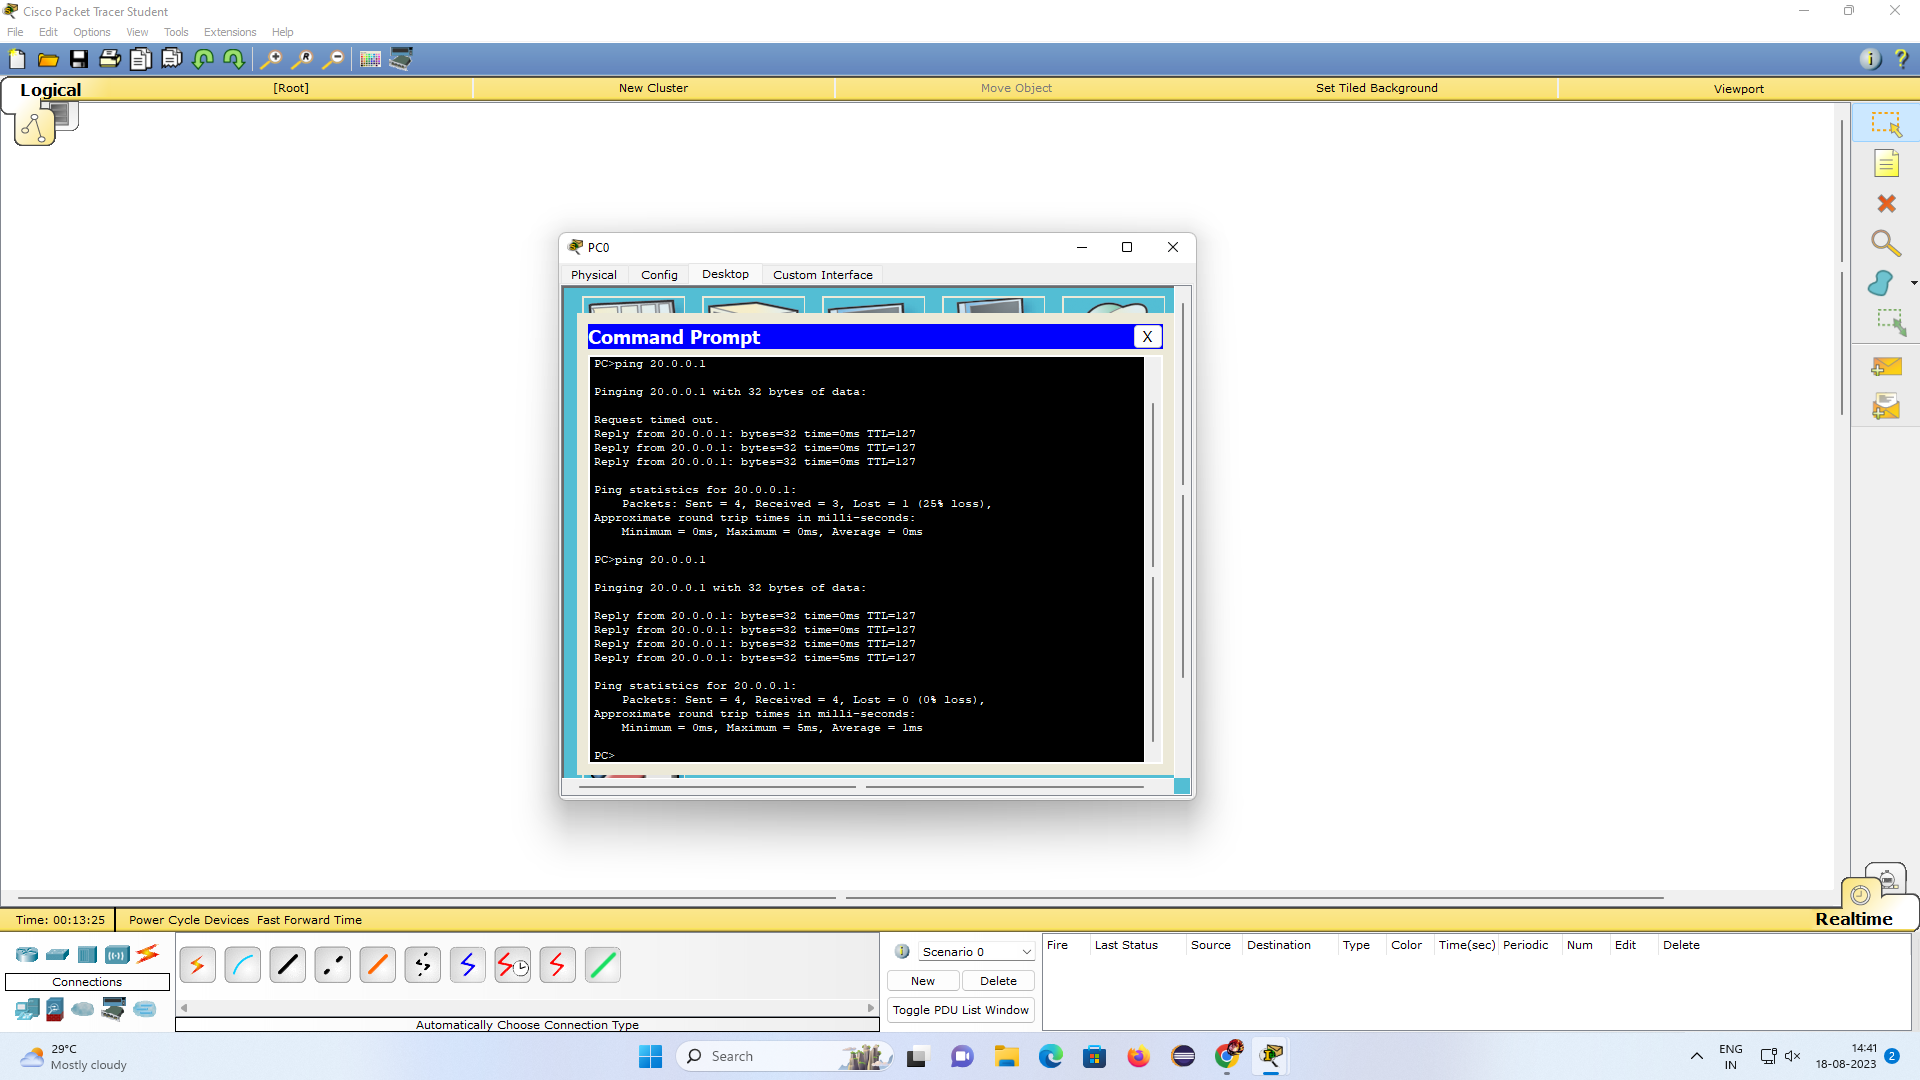 Cisco Packet Tracer Student
File Edit Options View Tools Extensions Help
Logical [Root] New Cluster Move Object Set Tiled Background Viewport
PC0
Physical Config Desktop Custom Interface
Command Prompt X
PC>ping 20.0.0.1
Pinging 20.0.0.1 with 32 bytes of data:
Request timed out.
Reply from 20.0.0.1: bytes=32 time=0ms TTL=127
Reply from 20.0.0.1: bytes=32 time=0ms TTL=127
Reply from 20.0.0.1: bytes=32 time=0ms TTL=127
Ping statistics for 20.0.0.1:
Packets: Sent = 4, Received = 3, Lost = 1 (25% loss),
Approximate round trip times in milli-seconds:
Minimum = 0ms, Maximum = 0ms, Average = 0ms
PC>ping 20.0.0.1
Pinging 20.0.0.1 with 32 bytes of data:
Reply from 20.0.0.1: bytes=32 time=0ms TTL=127
Reply from 20.0.0.1: bytes=32 time=0ms TTL=127
Reply from 20.0.0.1: bytes=32 time=0ms TTL=127
Reply from 20.0.0.1: bytes=32 time=5ms TTL=127
Ping statistics for 20.0.0.1:
Packets: Sent = 4, Received = 4, Lost = 0 (0% loss),
Approximate round trip times in milli-seconds:
Minimum = 0ms, Maximum = 5ms, Average = 1ms
PC>
Realtime
Time: 00:13:25 Power Cycle Devices Fast Forward Time
Connections
Automatically Choose Connection Type
Scenario 0
New Delete
Toggle PDU List Window
Fire Last Status Source Destination Type Color Time(sec) Periodic Num Edit Delete
29°C
Mostly cloudy
Search
ENG
IN
14:41
18-08-2023
2